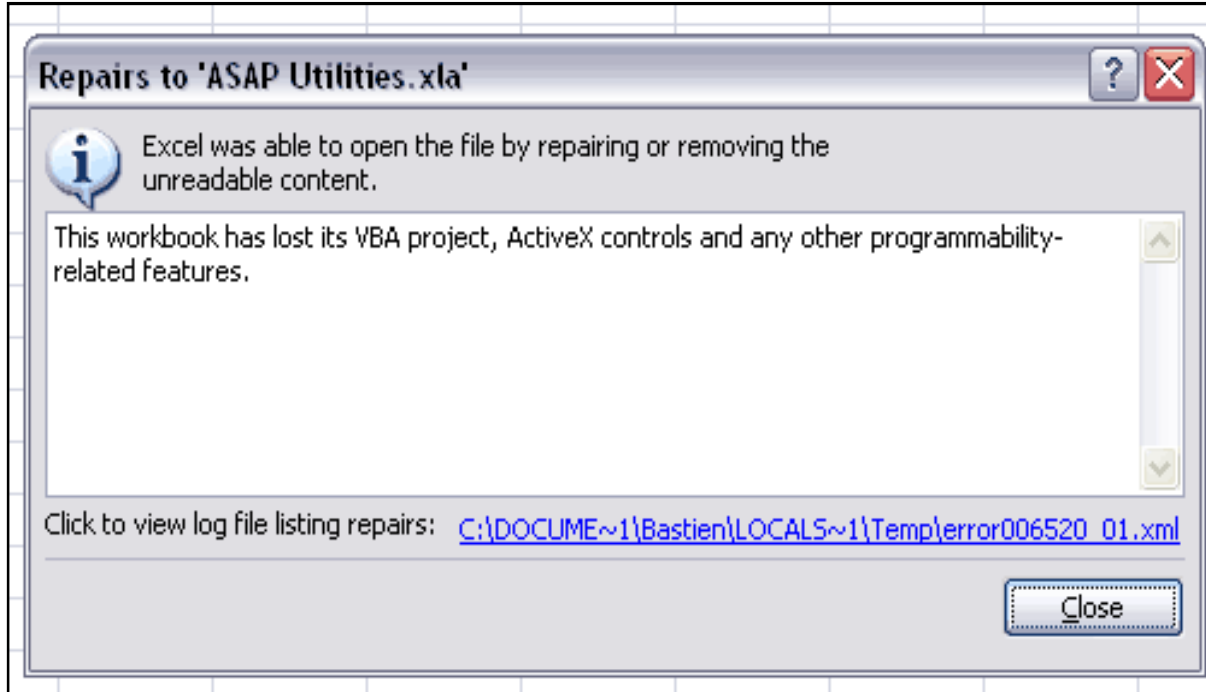 Repairs to 'ASAP Utilities.xla'
Excel was able to open the file by repairing or removing the
unreadable content.
This workbook has lost its VBA project, ActiveX controls and any other programmability-
related features.
Click to view log file listing repairs: C:\DOCUME~1\Bastien\LOCALS~1\Temp\error006520_01.xml
Close